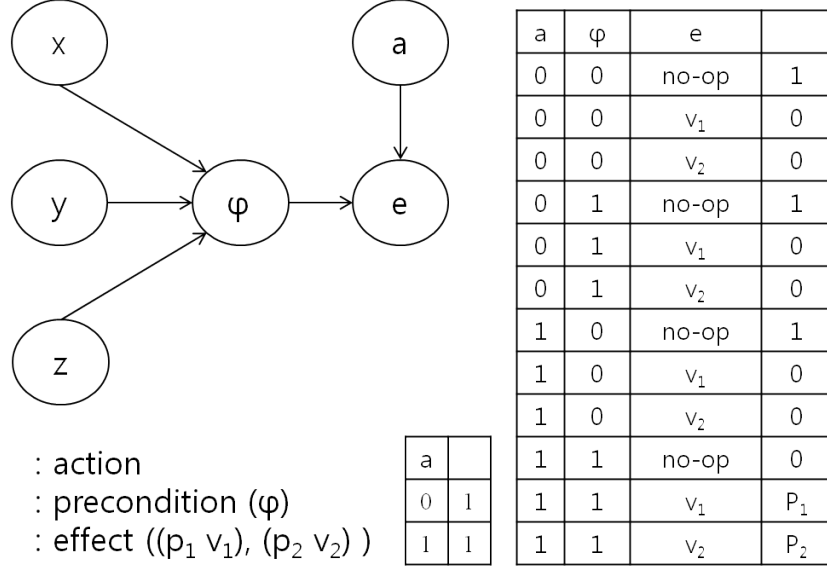 x
a
y
φ
e
z
: action
: precondition (φ)
: effect ((p₁ v₁), (p₂ v₂) )
a
0 1
1 1
a φ e
0 0 no-op 1
0 0 v₁ 0
0 0 v₂ 0
0 1 no-op 1
0 1 v₁ 0
0 1 v₂ 0
1 0 no-op 1
1 0 v₁ 0
1 0 v₂ 0
1 1 no-op 0
1 1 v₁ P₁
1 1 v₂ P₂